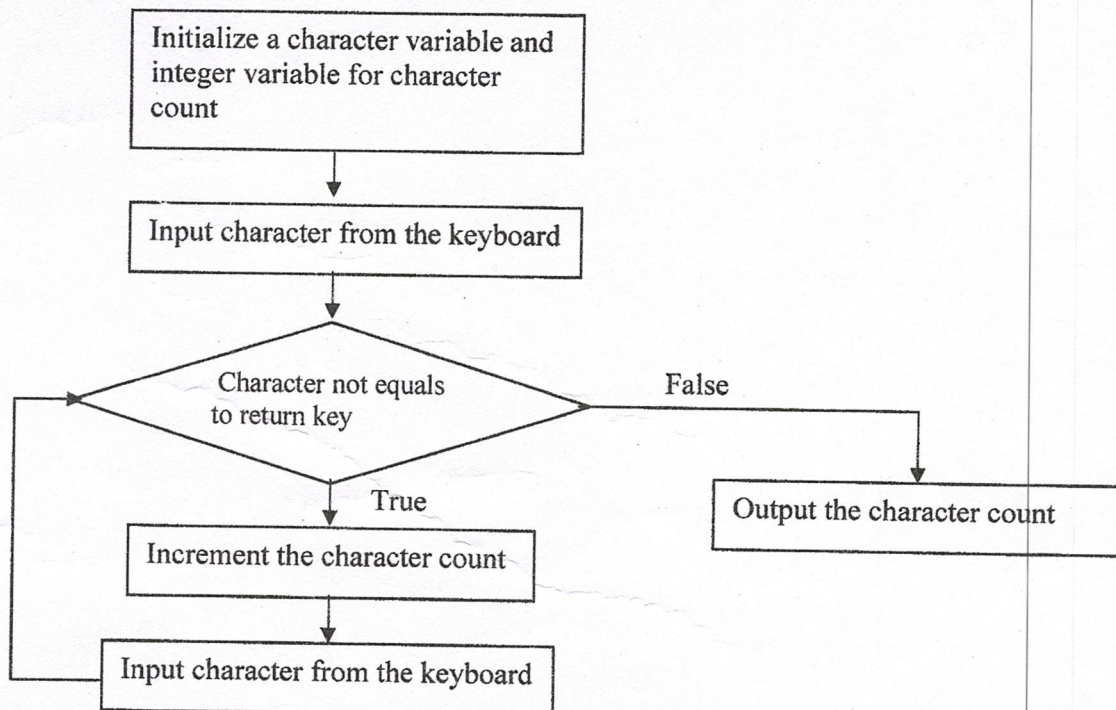 Initialize a character variable and
integer variable for character
count
Input character from the keyboard
Character not equals
to return key
False
True
Output the character count
Increment the character count
Input character from the keyboard